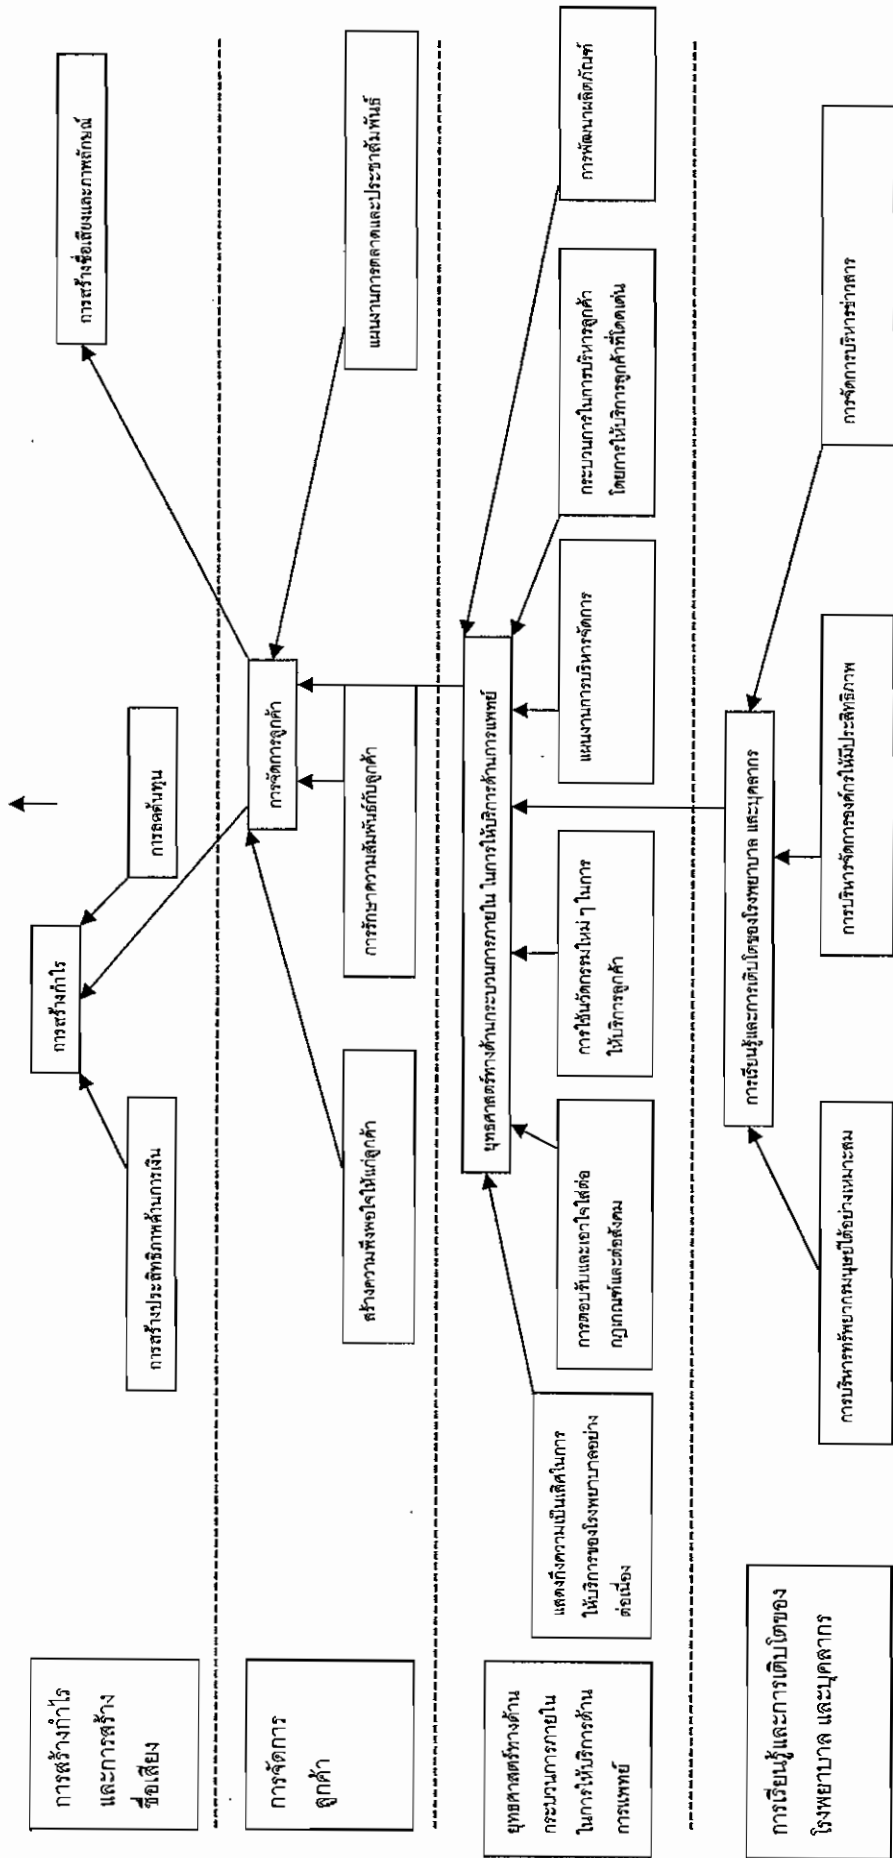 การสร้างกำไร
และการสร้าง
ชื่อเสียง
การสร้างกำไร
การสร้างประสิทธิภาพด้านการเงิน
การลดต้นทุน
การสร้างชื่อเสียงและภาพลักษณ์
การจัดการ
ลูกค้า
การจัดการลูกค้า
สร้างความพึงพอใจให้แก่ลูกค้า
การรักษาความสัมพันธ์กับลูกค้า
แผนงานการตลาดและประชาสัมพันธ์
ยุทธศาสตร์ทางด้าน
กระบวนการภายใน
ในการให้บริการด้าน
การแพทย์
ยุทธศาสตร์ทางด้านกระบวนการภายใน ในการให้บริการด้านการแพทย์
แสดงถึงความเป็นเลิศในการ
ให้บริการของโรงพยาบาลอย่าง
ต่อเนื่อง
การตอบรับและเอาใจใส่ต่อ
กฎเกณฑ์และต่อสังคม
การใช้นวัตกรรมใหม่ ๆ ในการ
ให้บริการลูกค้า
แผนงานการบริหารจัดการ
กระบวนการในการบริหารลูกค้า
โดยการให้บริการลูกค้าที่โดดเด่น
การพัฒนาผลิตภัณฑ์
การเรียนรู้และการเติบโตของ
โรงพยาบาล และบุคลากร
การเรียนรู้และการเติบโตของโรงพยาบาล และบุคลากร
การบริหารทรัพยากรมนุษย์ได้อย่างเหมาะสม
การบริหารจัดการองค์กรให้มีประสิทธิภาพ
การจัดการบริหารข่าวสาร